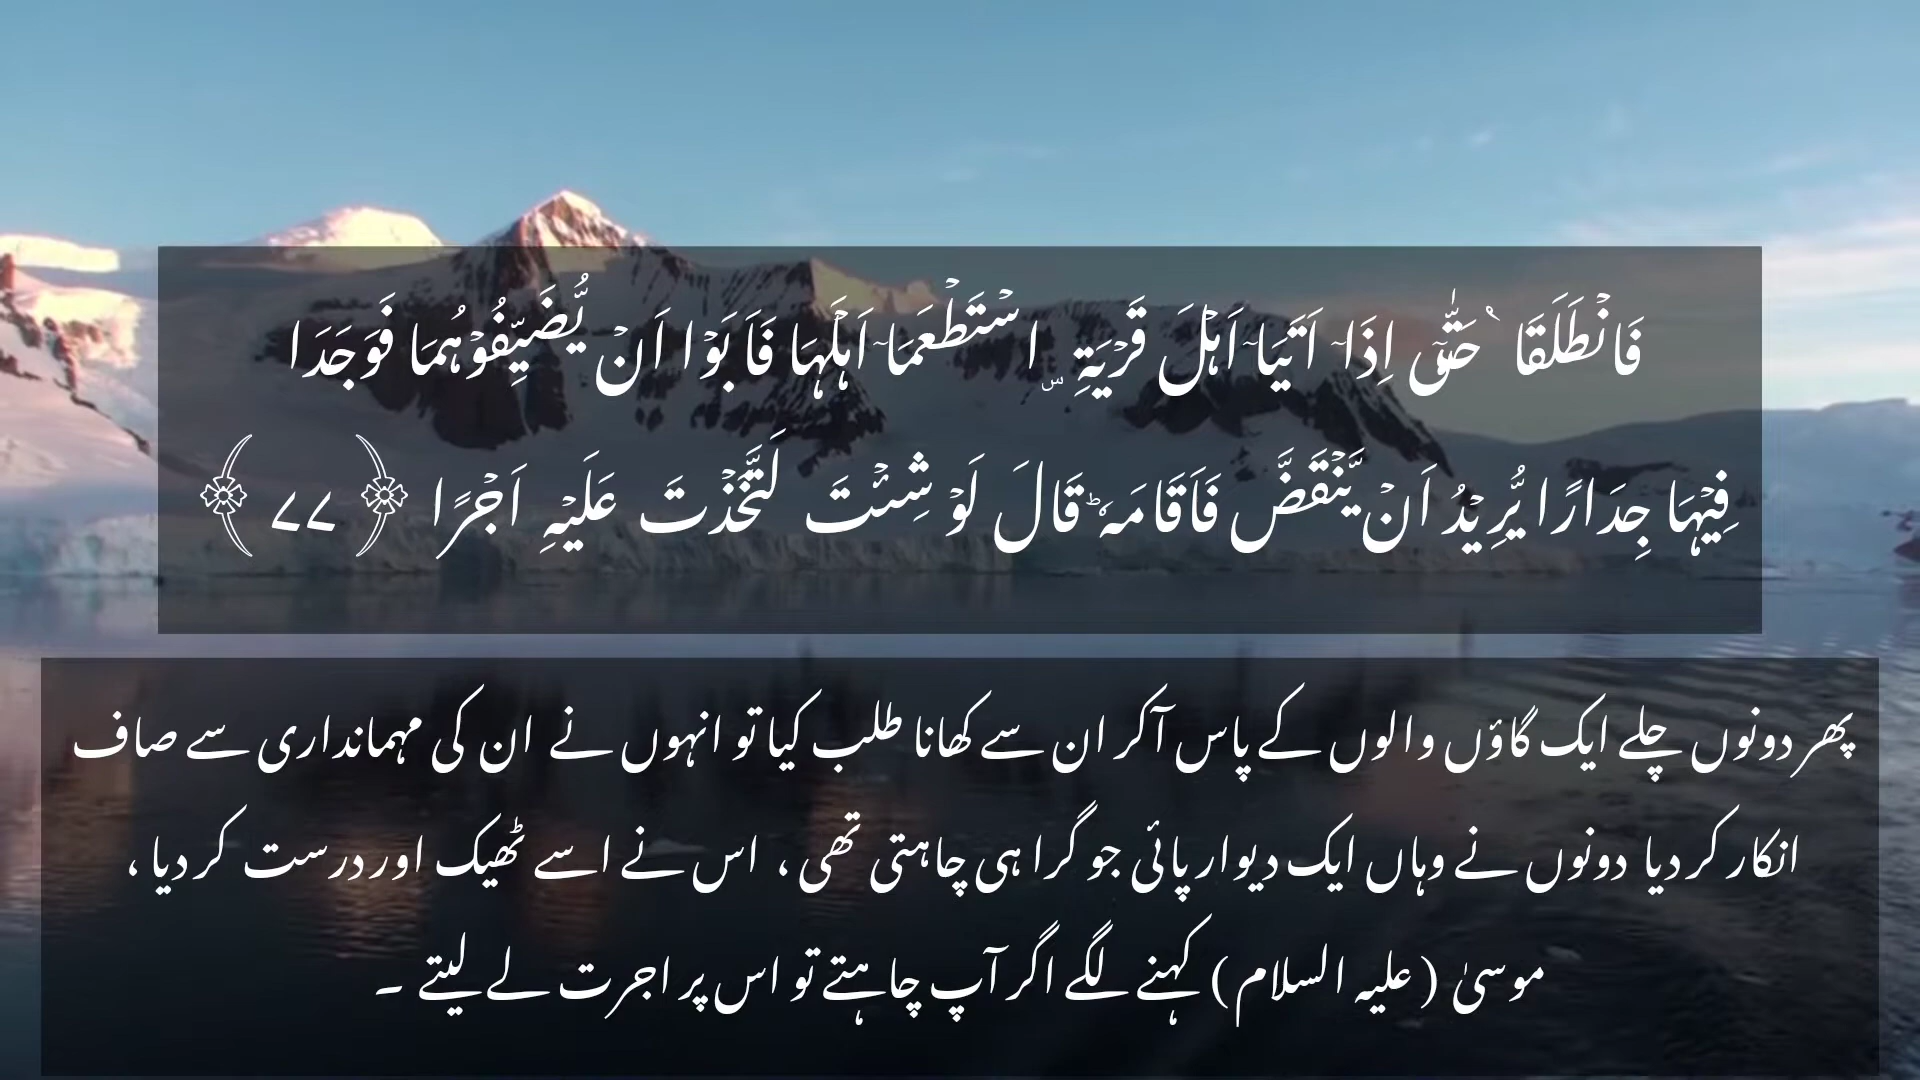 فَانۡطَلَقَا ٝ حَتّٰۤی اِذَاۤ اَتَیَاۤ اَہۡلَ قَرۡیَۃِۣ اسۡتَطۡعَمَاۤ اَہۡلَہَا فَاَبَوۡا اَنۡ یُّضَیِّفُوۡہُمَا فَوَجَدَا
فِیۡہَا جِدَارًا یُّرِیۡدُ اَنۡ یَّنۡقَضَّ فَاَقَامَہٗ ؕ قَالَ لَوۡ شِئۡتَ لَتَّخَذۡتَ عَلَیۡہِ اَجۡرًا ﴿۷۷﴾
پھر دونوں چلے ایک گاؤں والوں کے پاس آکر ان سے کھانا طلب کیا تو انہوں نے ان کی مہمانداری سے صاف
انکار کر دیا دونوں نے وہاں ایک دیوار پائی جو گرا ہی چاہتی تھی ، اس نے اسے ٹھیک اور درست کر دیا ،
موسیٰ ( علیہ السلام ) کہنے لگے اگر آپ چاہتے تو اس پر اجرت لے لیتے ۔